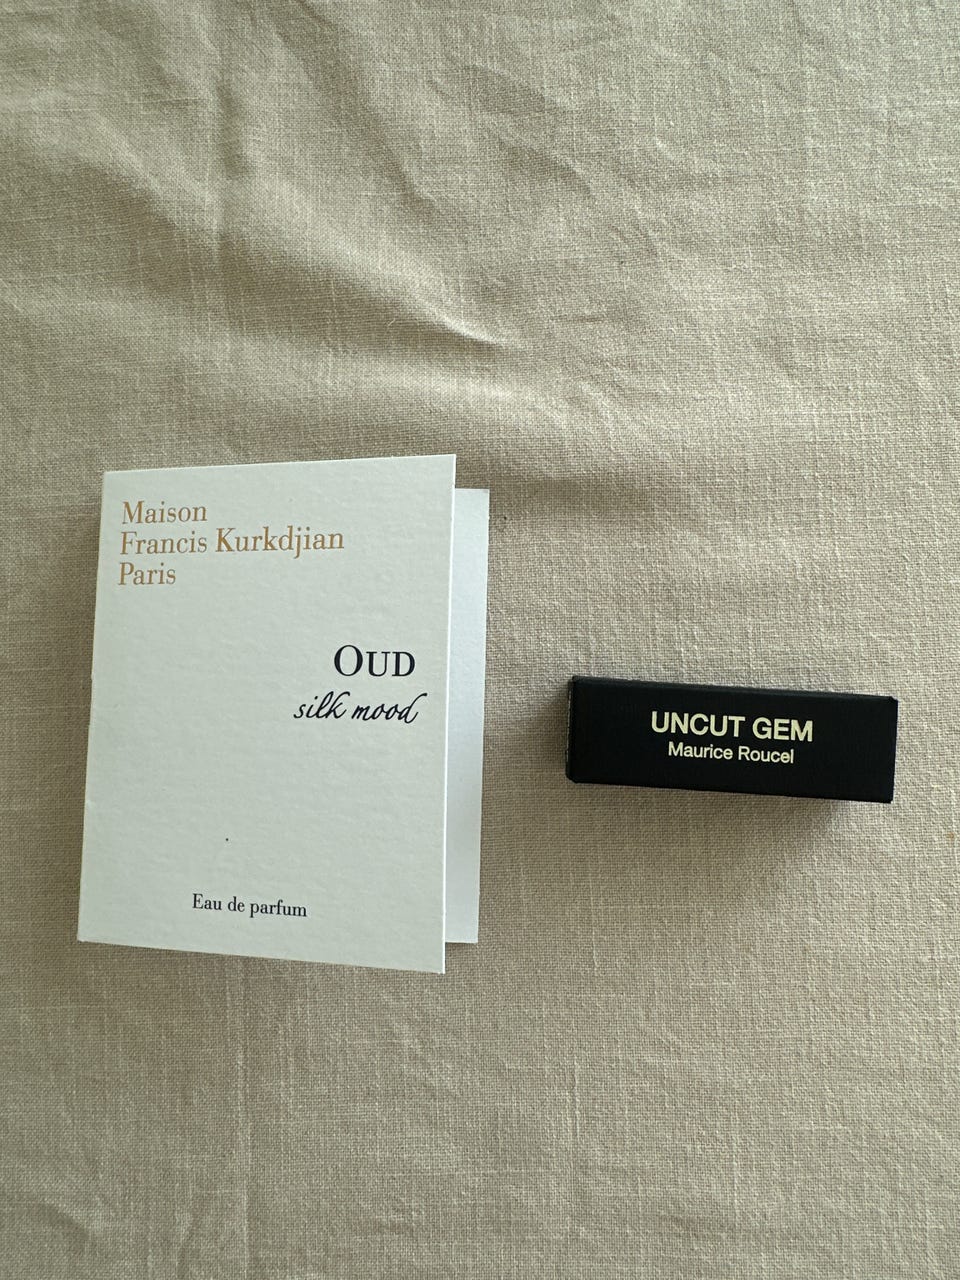 Maison
Francis Kurkdjian
Paris
OUD
silk mood
Eau de parfum
UNCUT GEM
Maurice Roucel